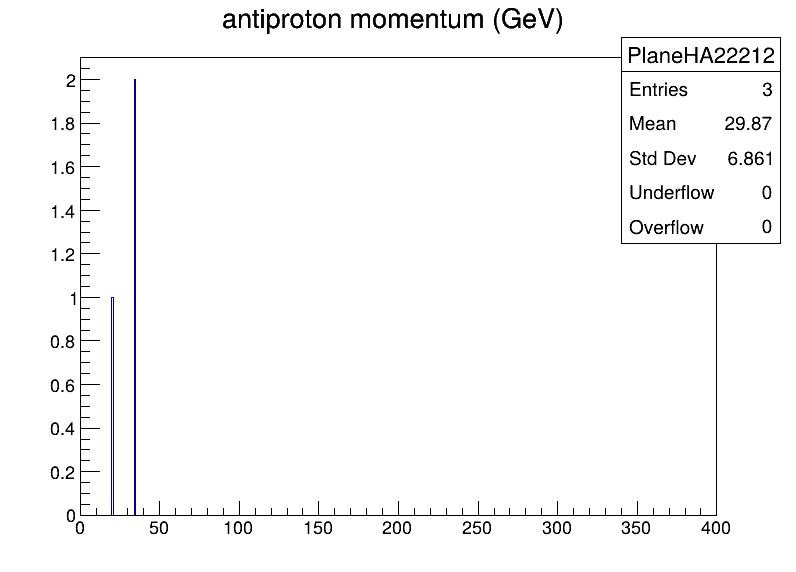 antiproton momentum (GeV)
PlaneHA22212
Entries 3
Mean 29.87
Std Dev 6.861
Underflow 0
Overflow 0
2
1.8
1.6
1.4
1.2
1
0.8
0.6
0.4
0.2
0
0 50 100 150 200 250 300 350 400